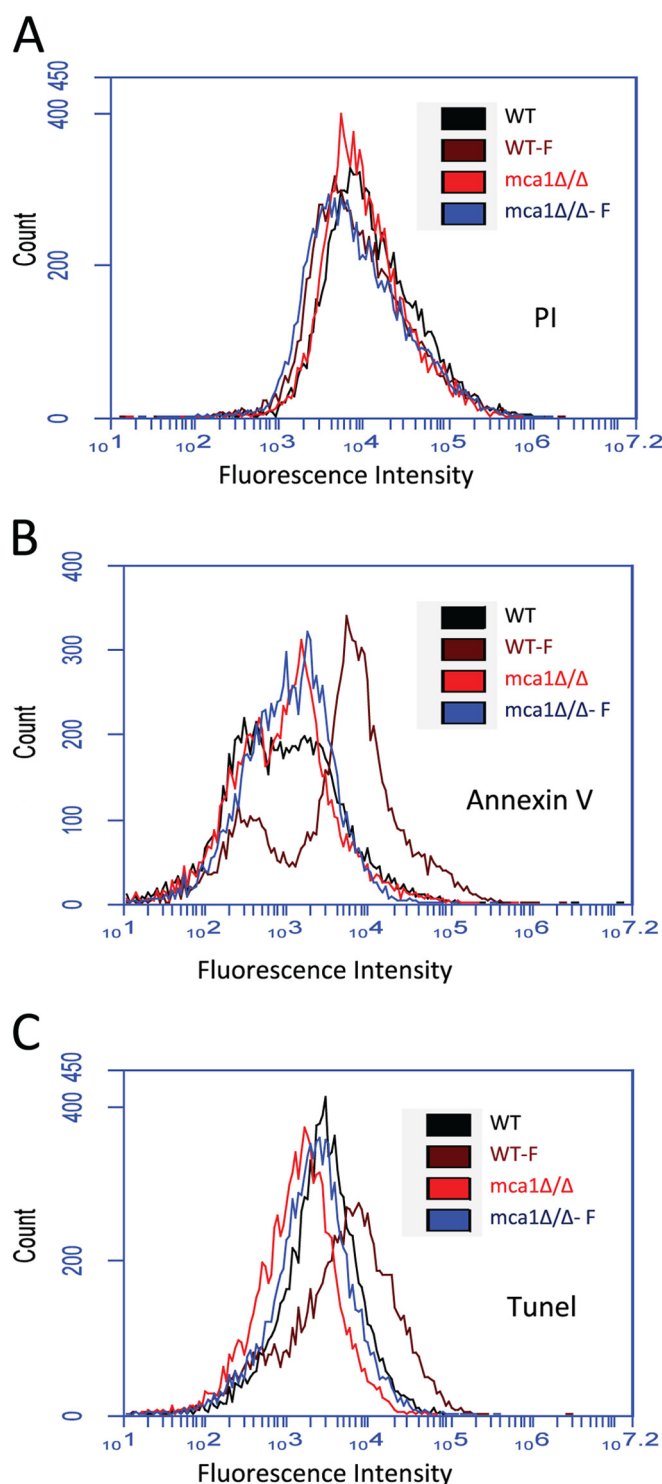 A
450
400
200
0
Count
WT
WT-F
mca1Δ/Δ
mca1Δ/Δ- F
PI
10 1 10 2 10 3 10 4 10 5 10 6 10 7.2
Fluorescence Intensity
B
400
300
200
100
0
Count
WT
WT-F
mca1Δ/Δ
mca1Δ/Δ- F
Annexin V
10 1 10 2 10 3 10 4 10 5 10 6 10 7.2
Fluorescence Intensity
C
450
400
200
0
Count
WT
WT-F
mca1Δ/Δ
mca1Δ/Δ- F
Tunel
10 1 10 2 10 3 10 4 10 5 10 6 10 7.2
Fluorescence Intensity